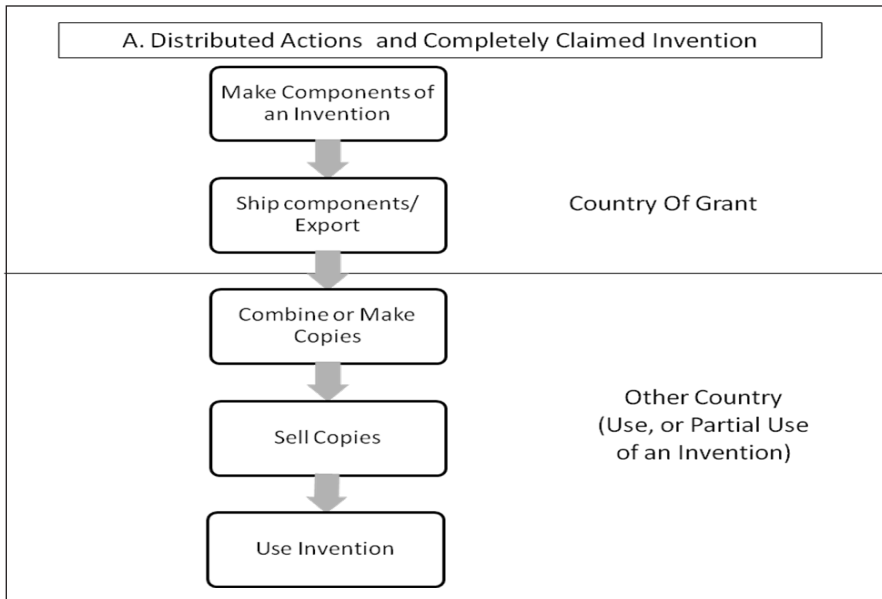 A. Distributed Actions and Completely Claimed Invention
Make Components of
an Invention
Ship components/
Export
Country Of Grant
Combine or Make
Copies
Sell Copies
Other Country
(Use, or Partial Use
of an Invention)
Use Invention